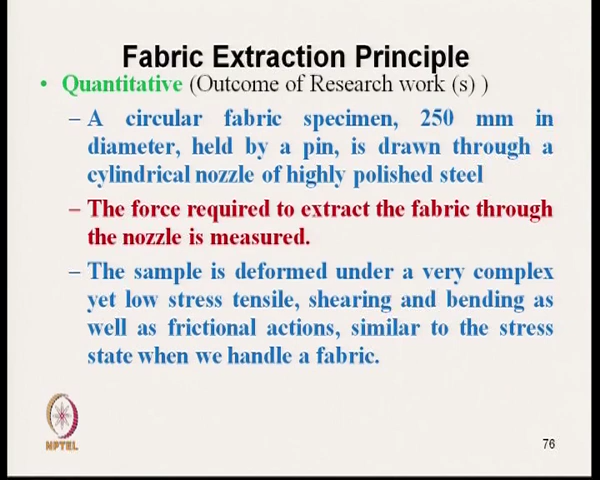 Fabric Extraction Principle
• Quantitative (Outcome of Research work (s) )
– A circular fabric specimen, 250 mm in
diameter, held by a pin, is drawn through a
cylindrical nozzle of highly polished steel
– The force required to extract the fabric through
the nozzle is measured.
– The sample is deformed under a very complex
yet low stress tensile, shearing and bending as
well as frictional actions, similar to the stress
state when we handle a fabric.
NPTEL
76